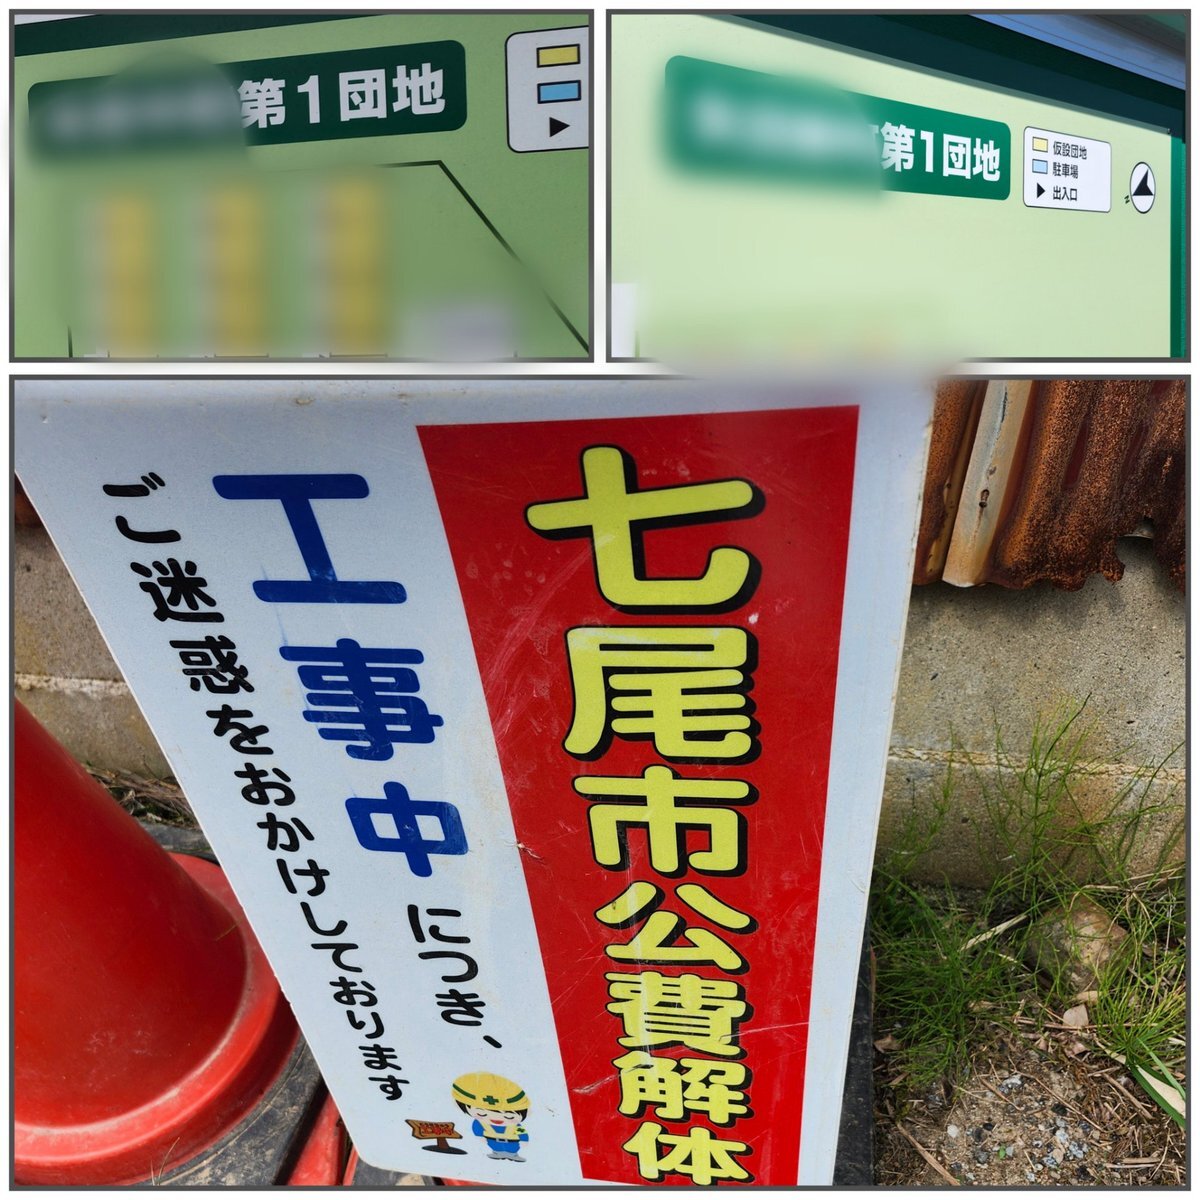 第1団地
第1団地
仮設団地
駐車場
出入口
N
七尾市公費解体
工事中につき、
ご迷惑をおかけしております